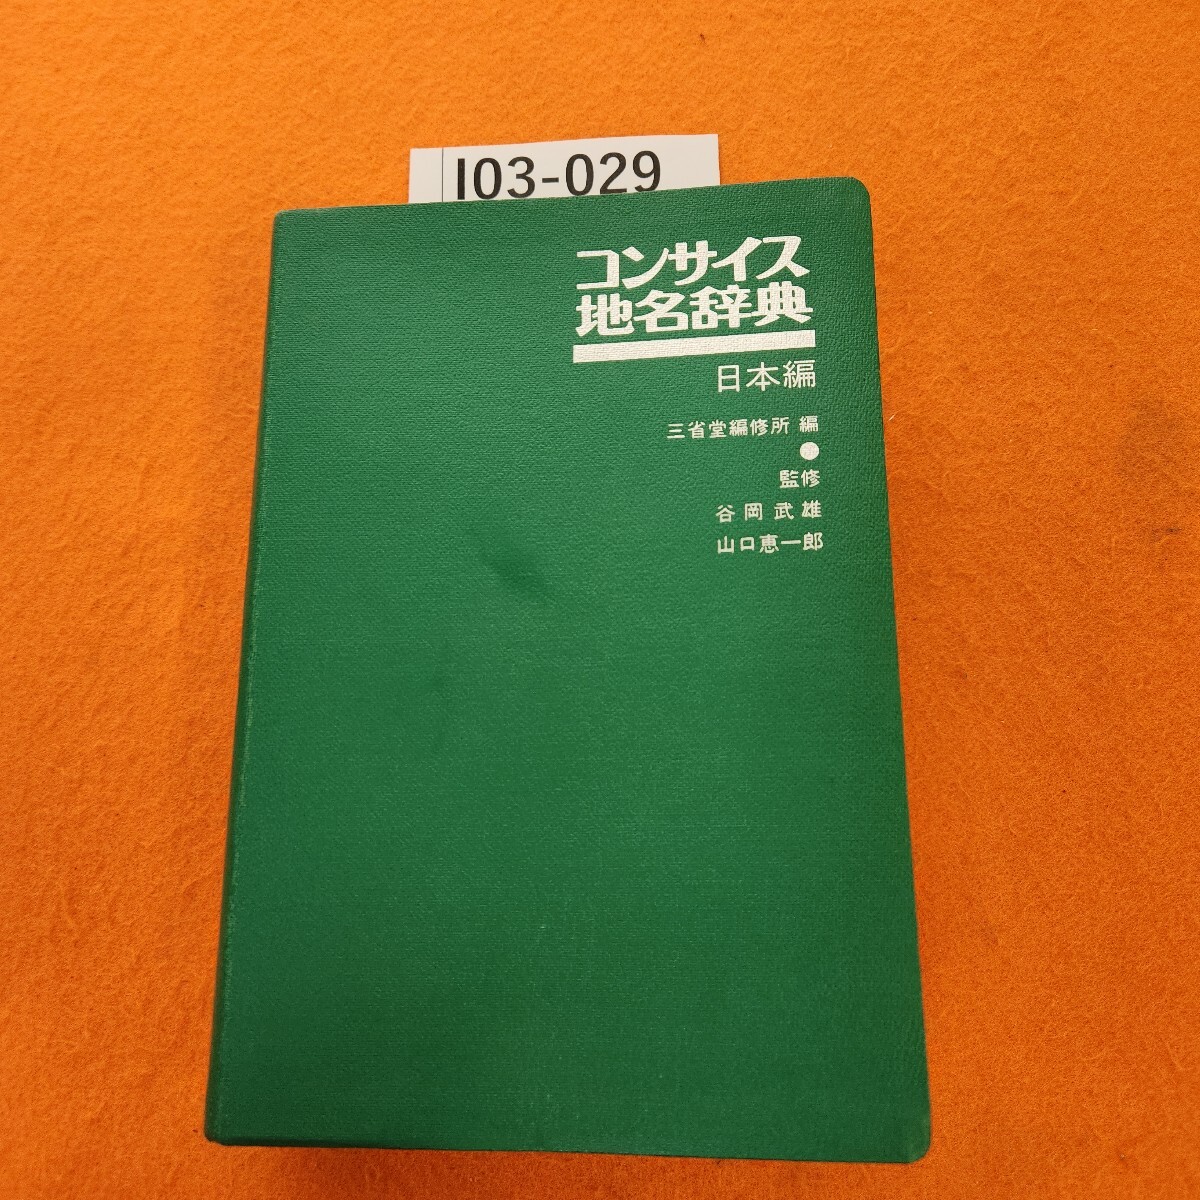 I03-029
コンサイス
地名辞典
日本編
三省堂編修所 編
●
監修
谷岡武雄
山口恵一郎